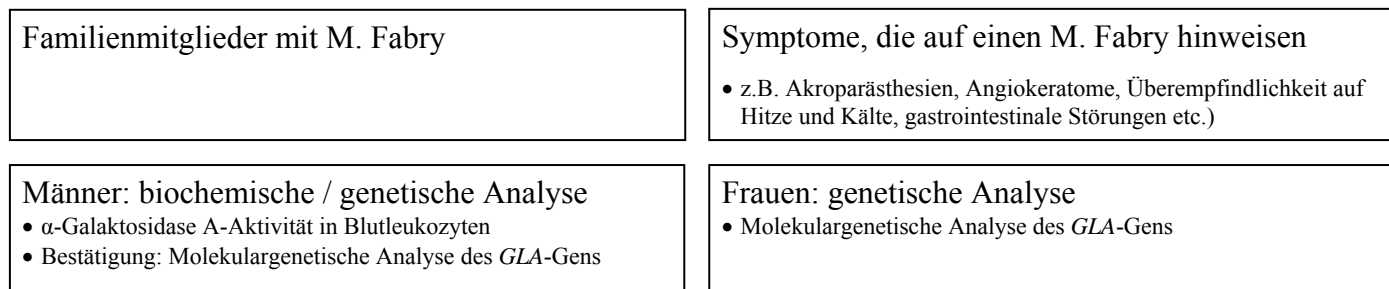 Familienmitglieder mit M. Fabry
Symptome, die auf einen M. Fabry hinweisen
• z.B. Akroparästhesien, Angiokeratome, Überempfindlichkeit auf
Hitze und Kälte, gastrointestinale Störungen etc.)
Männer: biochemische / genetische Analyse
• α-Galaktosidase A-Aktivität in Blutleukozyten
• Bestätigung: Molekulargenetische Analyse des GLA-Gens
Frauen: genetische Analyse
• Molekulargenetische Analyse des GLA-Gens